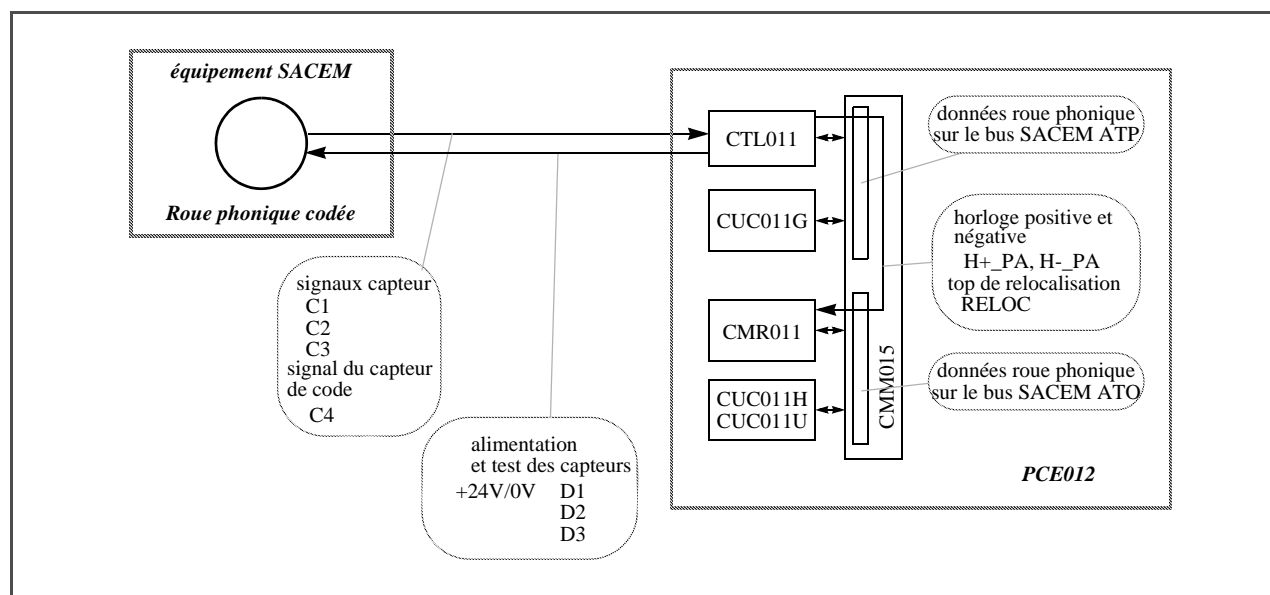 équipement SACEM
Roue phonique codée
signaux capteur
C1
C2
C3
signal du capteur
de code
C4
alimentation
et test des capteurs
+24V/0V D1
D2
D3
CTL011
CUC011G
CMR011
CUC011H
CUC011U
CMM015
données roue phonique
sur le bus SACEM ATP
horloge positive et
négative
H+_PA, H-_PA
top de relocalisation
RELOC
données roue phonique
sur le bus SACEM ATO
PCE012